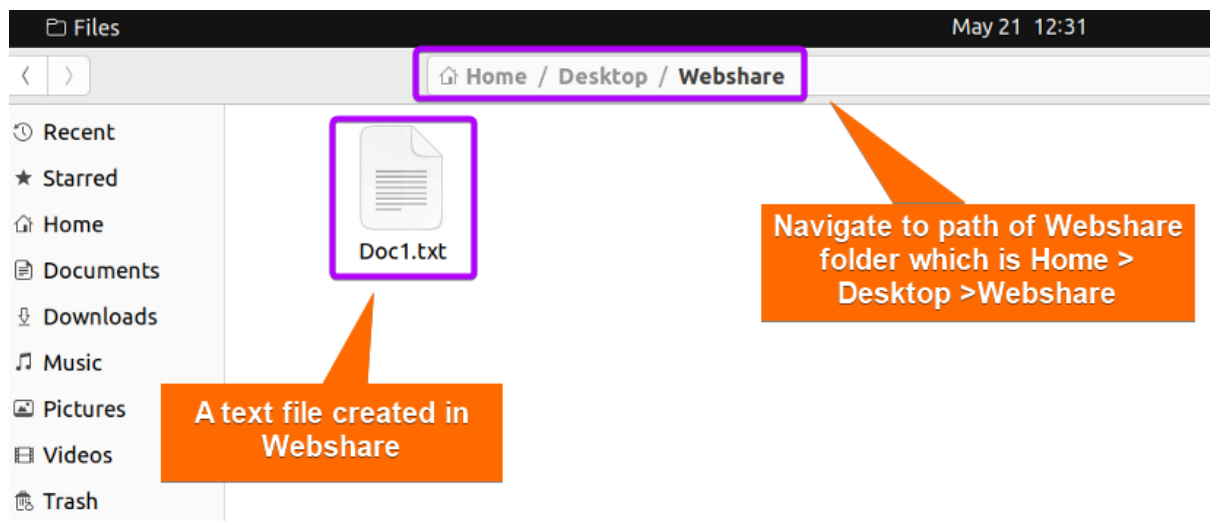 Files
May 21 12:31
Home / Desktop / Webshare
Recent
Starred
Home
Documents
Downloads
Music
Pictures
Videos
Trash
Doc1.txt
Navigate to path of Webshare
folder which is Home >
Desktop >Webshare
A text file created in
Webshare